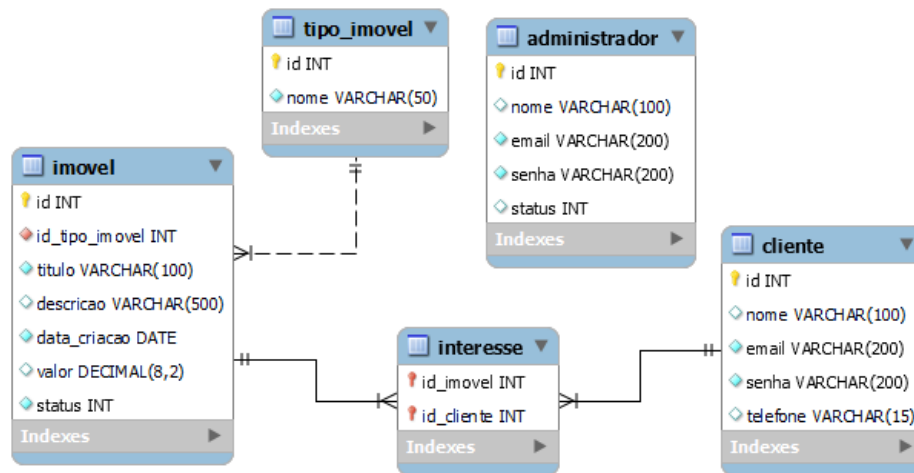 tipo_imovel
id INT
nome VARCHAR(50)
Indexes
administrador
id INT
nome VARCHAR(100)
email VARCHAR(200)
senha VARCHAR(200)
status INT
Indexes
imovel
id INT
id_tipo_imovel INT
titulo VARCHAR(100)
descricao VARCHAR(500)
data_criacao DATE
valor DECIMAL(8,2)
status INT
Indexes
interesse
id_imovel INT
id_cliente INT
Indexes
cliente
id INT
nome VARCHAR(100)
email VARCHAR(200)
senha VARCHAR(200)
telefone VARCHAR(15)
Indexes